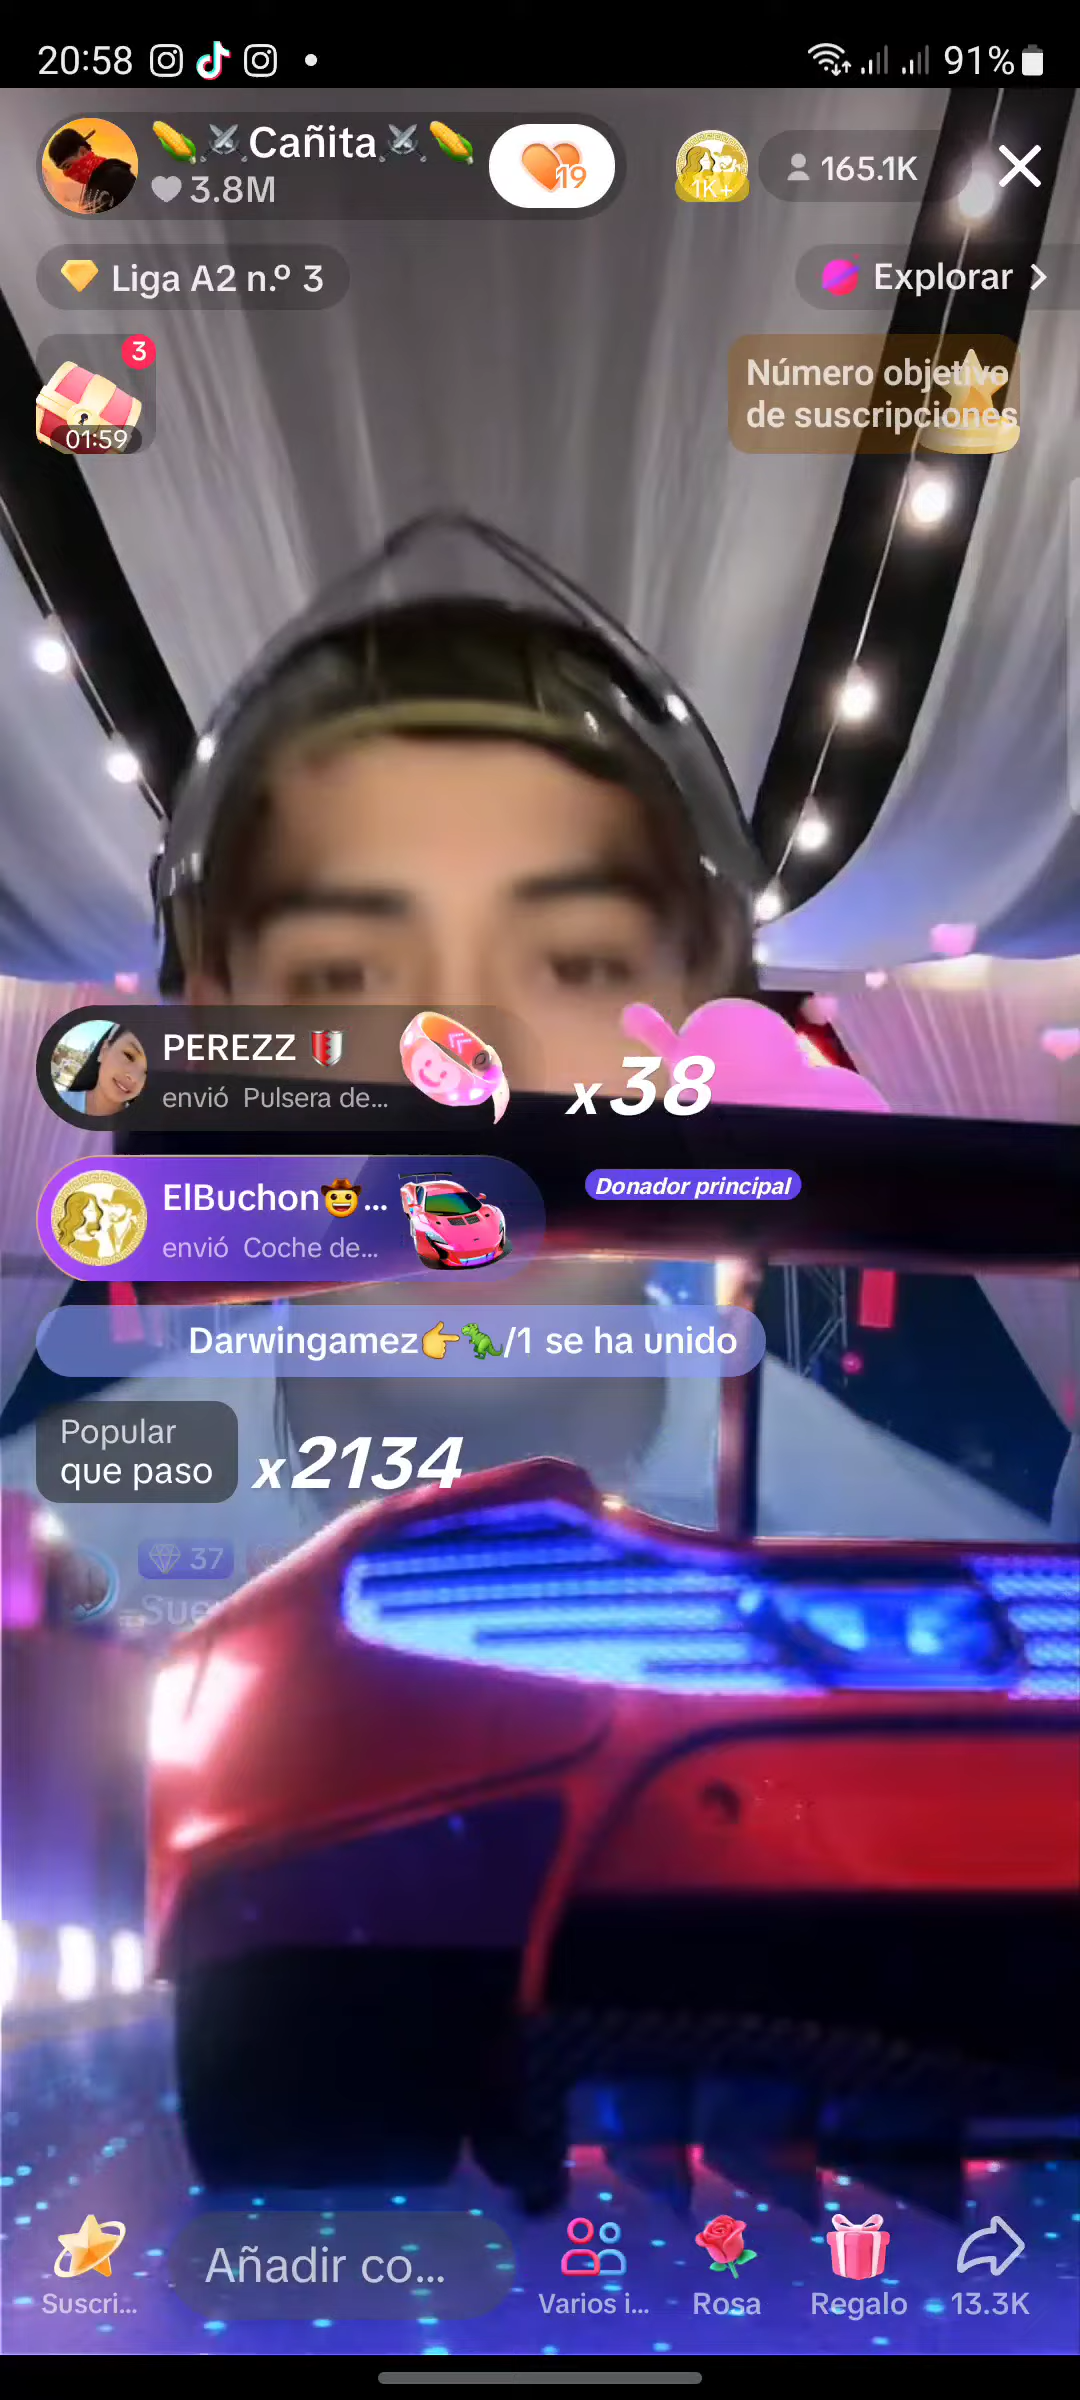 20:58
91%
🌽⚔️Cañita⚔️🌽
3.8M
19
1K+
165.1K
Liga A2 n.º 3
Explorar
3
01:59
Número objetivo
de suscripciones
PEREZZ
envió Pulsera de...
x38
ElBuchon🤠...
envió Coche de...
Donador principal
Darwingamez👉🦖/1 se ha unido
Popular
que paso
x2134
37
Suscri...
Añadir co...
Varios i...
Rosa
Regalo
13.3K